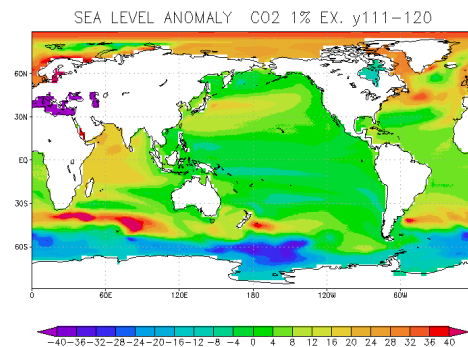 SEA LEVEL ANOMALY CO2 1% EX. y111-120
60N
30N
EQ
30S
60S
0 60E 120E 180 120W 60W
-40 -36 -32 -28 -24 -20 -16 -12 -8 -4 0 4 8 12 16 20 24 28 32 36 40